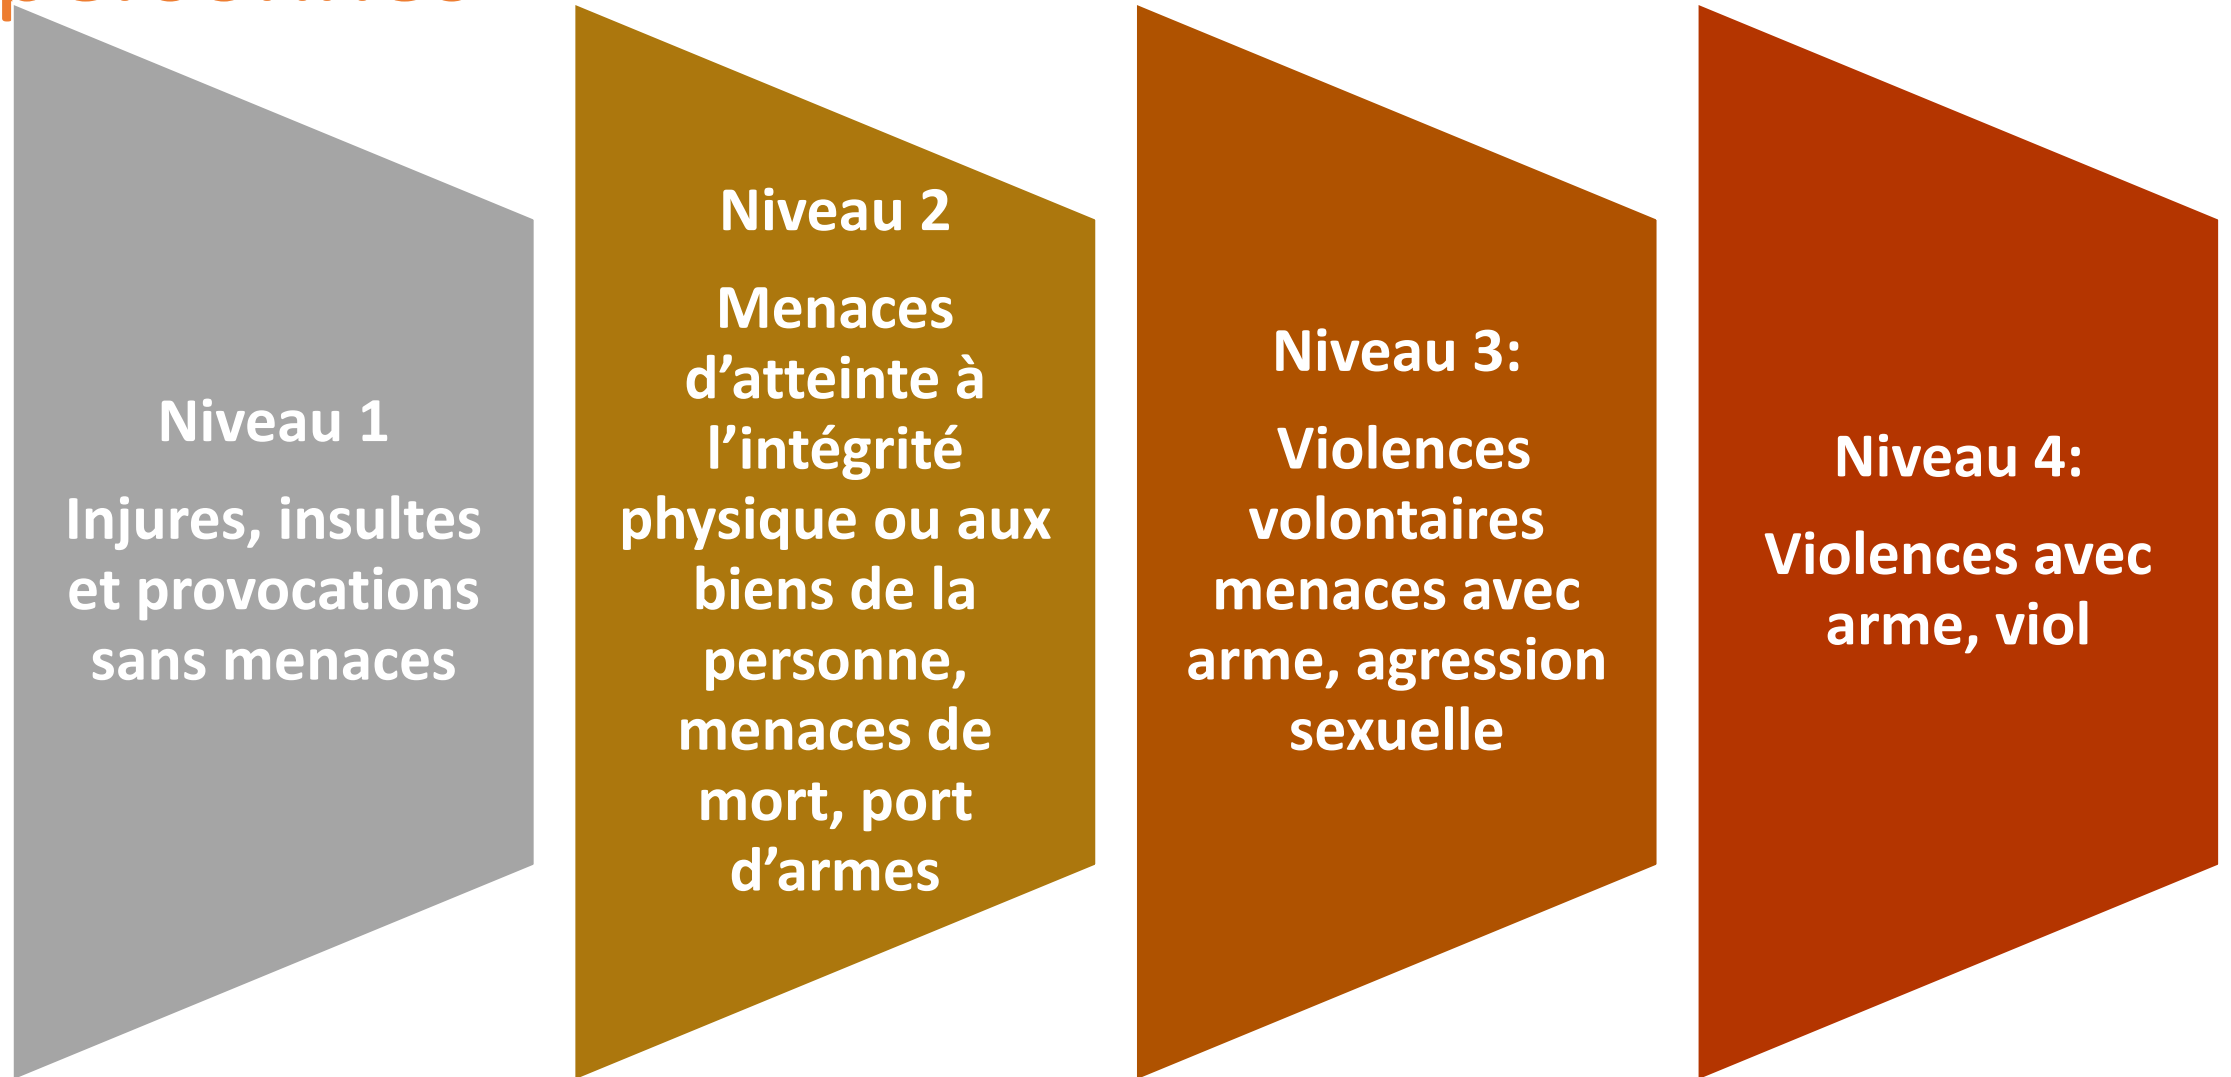 Niveau 1
Injures, insultes
et provocations
sans menaces
Niveau 2
Menaces
d’atteinte à
l’intégrité
physique ou aux
biens de la
personne,
menaces de
mort, port
d’armes
Niveau 3:
Violences
volontaires
menaces avec
arme, agression
sexuelle
Niveau 4:
Violences avec
arme, viol